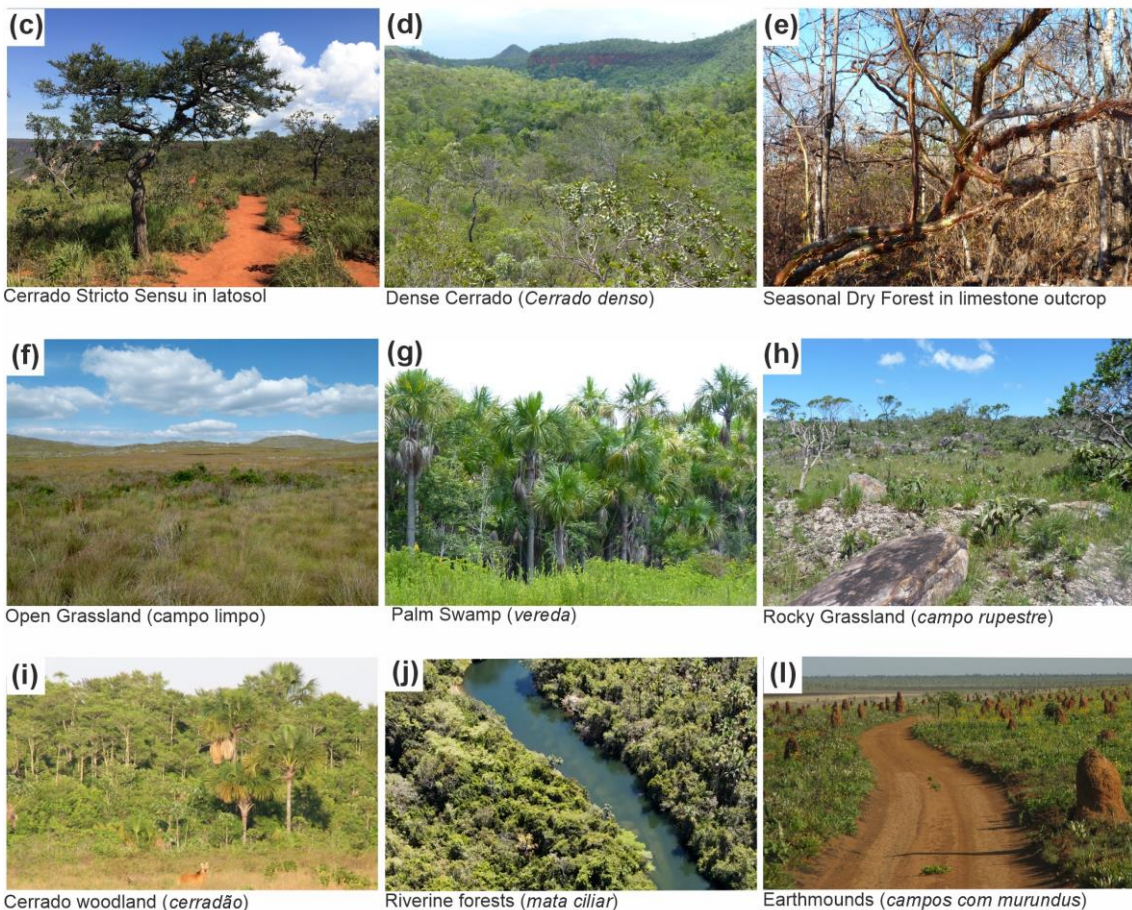 (c)
(d)
(e)
Cerrado Stricto Sensu in latosol
Dense Cerrado (Cerrado denso)
Seasonal Dry Forest in limestone outcrop
(f)
(g)
(h)
Open Grassland (campo limpo)
Palm Swamp (vereda)
Rocky Grassland (campo rupestre)
(i)
(j)
(l)
Cerrado woodland (cerradão)
Riverine forests (mata ciliar)
Earthmounds (campos com murundus)